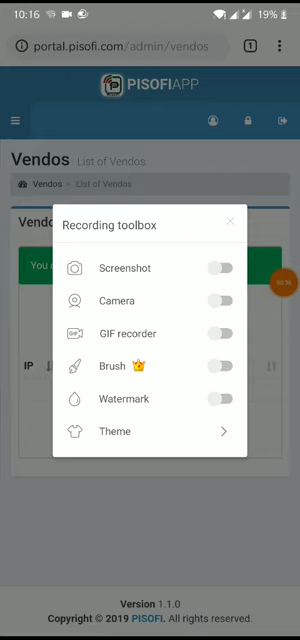 10:16
19%
portal.pisofi.com/admin/vendos
1
PISOFIAPP
Vendos List of Vendos
Vendos > List of Vendos
Recording toolbox
Screenshot
Camera
GIF recorder
Brush
Watermark
Theme
IP
Version 1.1.0
Copyright © 2019 PISOFI. All rights reserved.